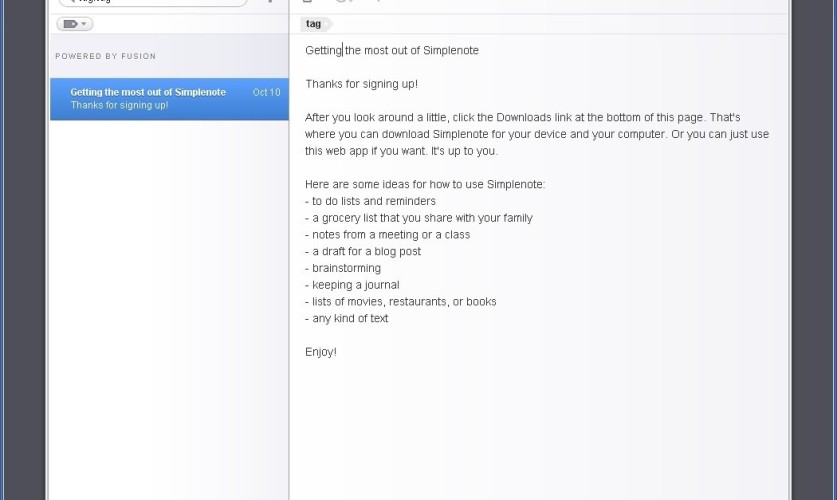 tag
POWERED BY FUSION
Getting the most out of Simplenote Oct 10
Thanks for signing up!
Getting the most out of Simplenote
Thanks for signing up!
After you look around a little, click the Downloads link at the bottom of this page. That's
where you can download Simplenote for your device and your computer. Or you can just use
this web app if you want. It's up to you.
Here are some ideas for how to use Simplenote:
- to do lists and reminders
- a grocery list that you share with your family
- notes from a meeting or a class
- a draft for a blog post
- brainstorming
- keeping a journal
- lists of movies, restaurants, or books
- any kind of text
Enjoy!